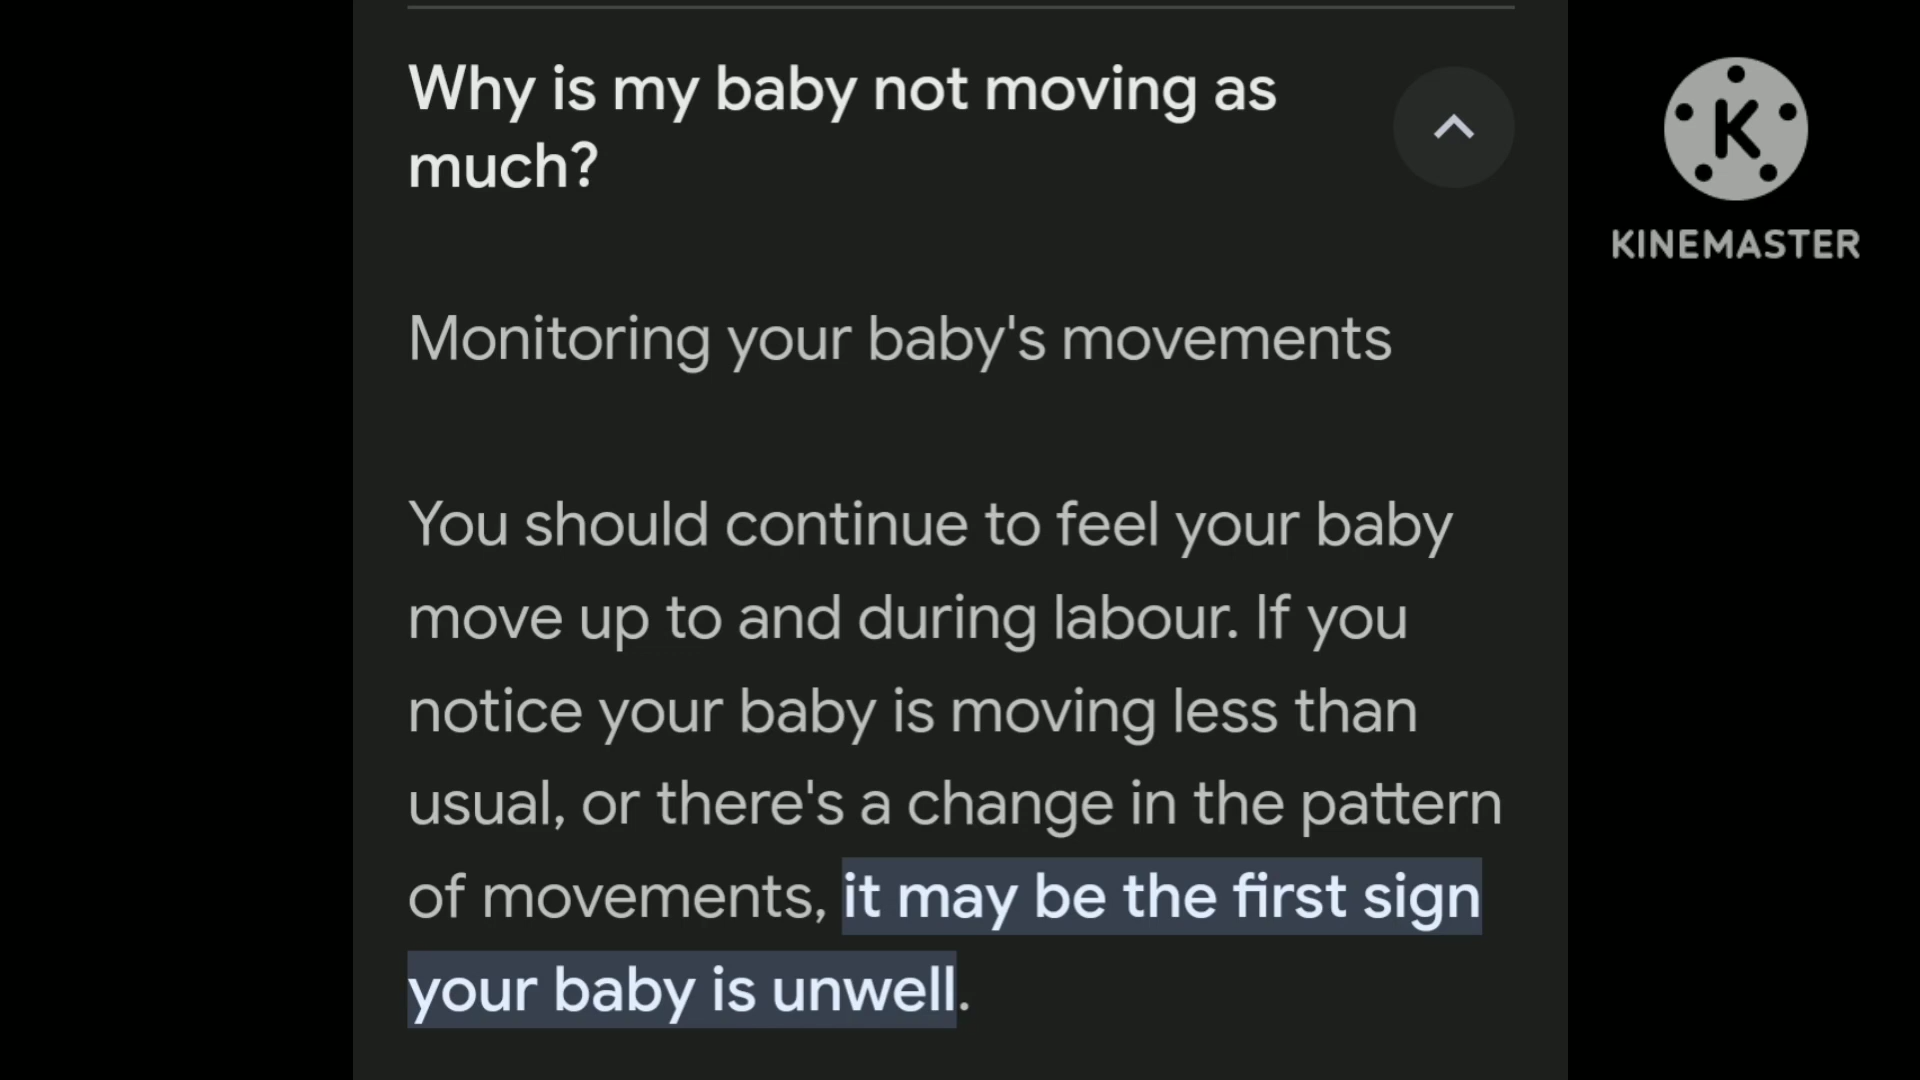 Why is my baby not moving as
much?
K
KINEMASTER
Monitoring your baby's movements
You should continue to feel your baby
move up to and during labour. If you
notice your baby is moving less than
usual, or there's a change in the pattern
of movements, it may be the first sign
your baby is unwell.